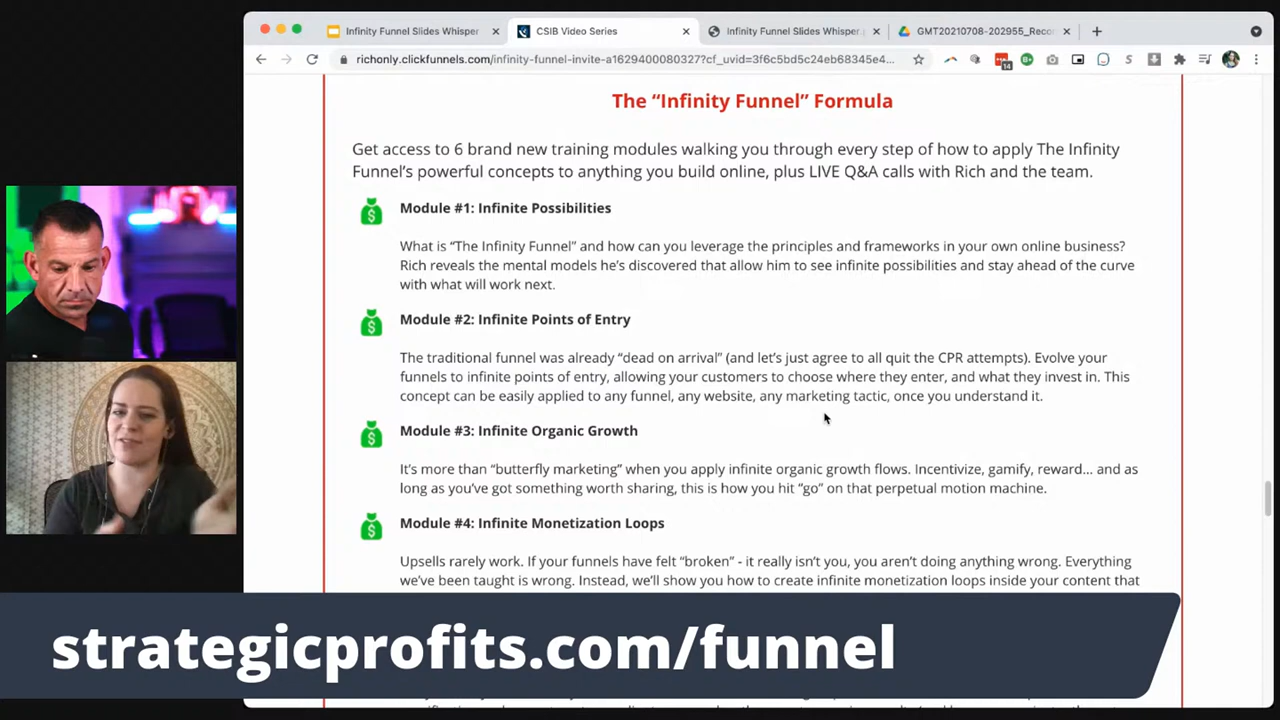 Infinity Funnel Slides Whisper
CSIB Video Series
Infinity Funnel Slides Whisper
GMT20210708-202955_Reco
richonly.clickfunnels.com/infinity-funnel-invite-a1629400080327?cf_uvid=3f6c5bd5c24eb68345e4...
14
The “Infinity Funnel” Formula
Get access to 6 brand new training modules walking you through every step of how to apply The Infinity
Funnel’s powerful concepts to anything you build online, plus LIVE Q&A calls with Rich and the team.
Module #1: Infinite Possibilities
What is “The Infinity Funnel” and how can you leverage the principles and frameworks in your own online business?
Rich reveals the mental models he’s discovered that allow him to see infinite possibilities and stay ahead of the curve
with what will work next.
Module #2: Infinite Points of Entry
The traditional funnel was already “dead on arrival” (and let’s just agree to all quit the CPR attempts). Evolve your
funnels to infinite points of entry, allowing your customers to choose where they enter, and what they invest in. This
concept can be easily applied to any funnel, any website, any marketing tactic, once you understand it.
Module #3: Infinite Organic Growth
It’s more than “butterfly marketing” when you apply infinite organic growth flows. Incentivize, gamify, reward... and as
long as you’ve got something worth sharing, this is how you hit “go” on that perpetual motion machine.
Module #4: Infinite Monetization Loops
Upsells rarely work. If your funnels have felt “broken” - it really isn’t you, you aren’t doing anything wrong. Everything
we’ve been taught is wrong. Instead, we’ll show you how to create infinite monetization loops inside your content that
strategicprofits.com/funnel